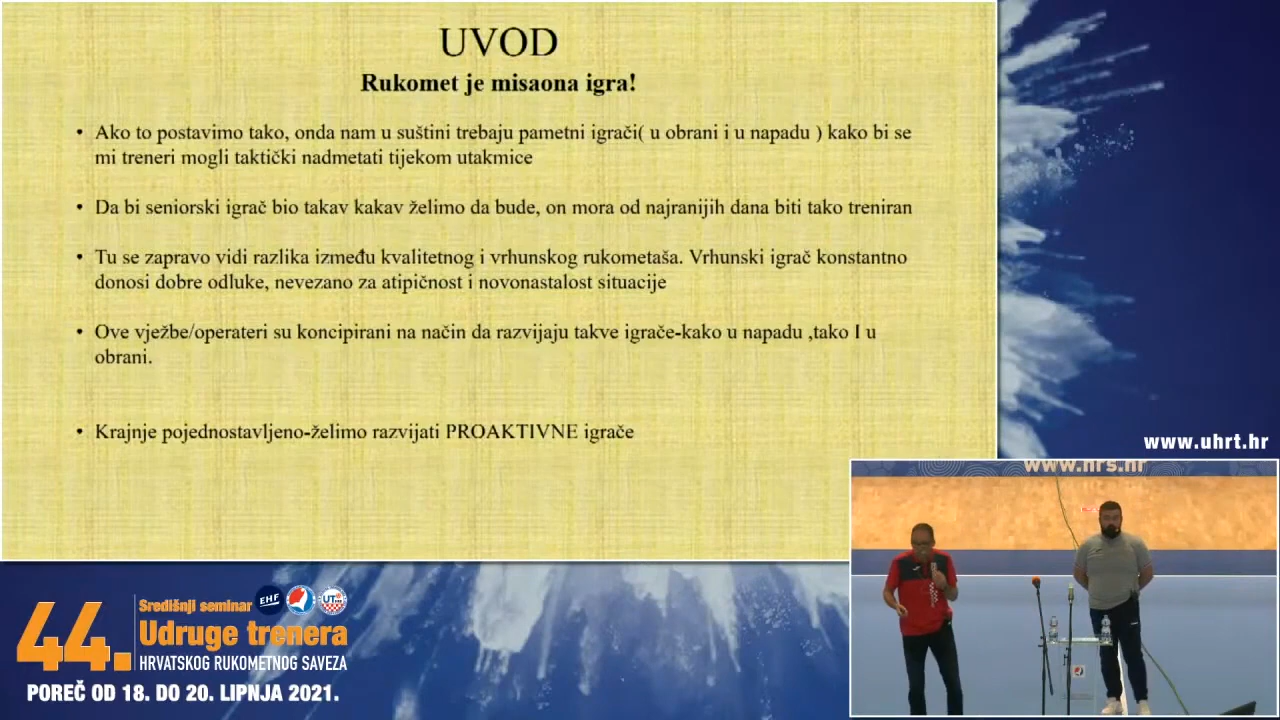 UVOD
Rukomet je misaona igra!
• Ako to postavimo tako, onda nam u suštini trebaju pametni igrači( u obrani i u napadu ) kako bi se
mi treneri mogli taktički nadmetati tijekom utakmice
• Da bi seniorski igrač bio takav kakav želimo da bude, on mora od najranijih dana biti tako treniran
• Tu se zapravo vidi razlika između kvalitetnog i vrhunskog rukometaša. Vrhunski igrač konstantno
donosi dobre odluke, nevezano za atipičnost i novonastalost situacije
• Ove vježbe/operateri su koncipirani na način da razvijaju takve igrače-kako u napadu ,tako I u
obrani.
• Krajnje pojednostavljeno-želimo razvijati PROAKTIVNE igrače
www.uhrt.hr
www.hrs.hr
44.
Središnji seminar
EHF
Udruge trenera
HRVATSKOG RUKOMETNOG SAVEZA
POREČ OD 18. DO 20. LIPNJA 2021.